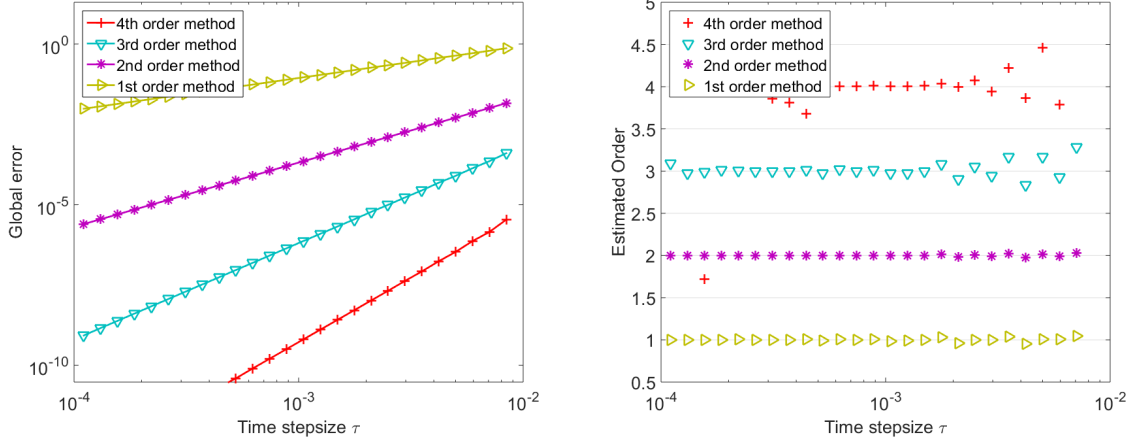 4th order method
3rd order method
2nd order method
1st order method
Global error
10^0
10^-5
10^-10
10^-4
10^-3
10^-2
Time stepsize τ
4th order method
3rd order method
2nd order method
1st order method
Estimated Order
5
4.5
4
3.5
3
2.5
2
1.5
1
0.5
10^-4
10^-3
10^-2
Time stepsize τ